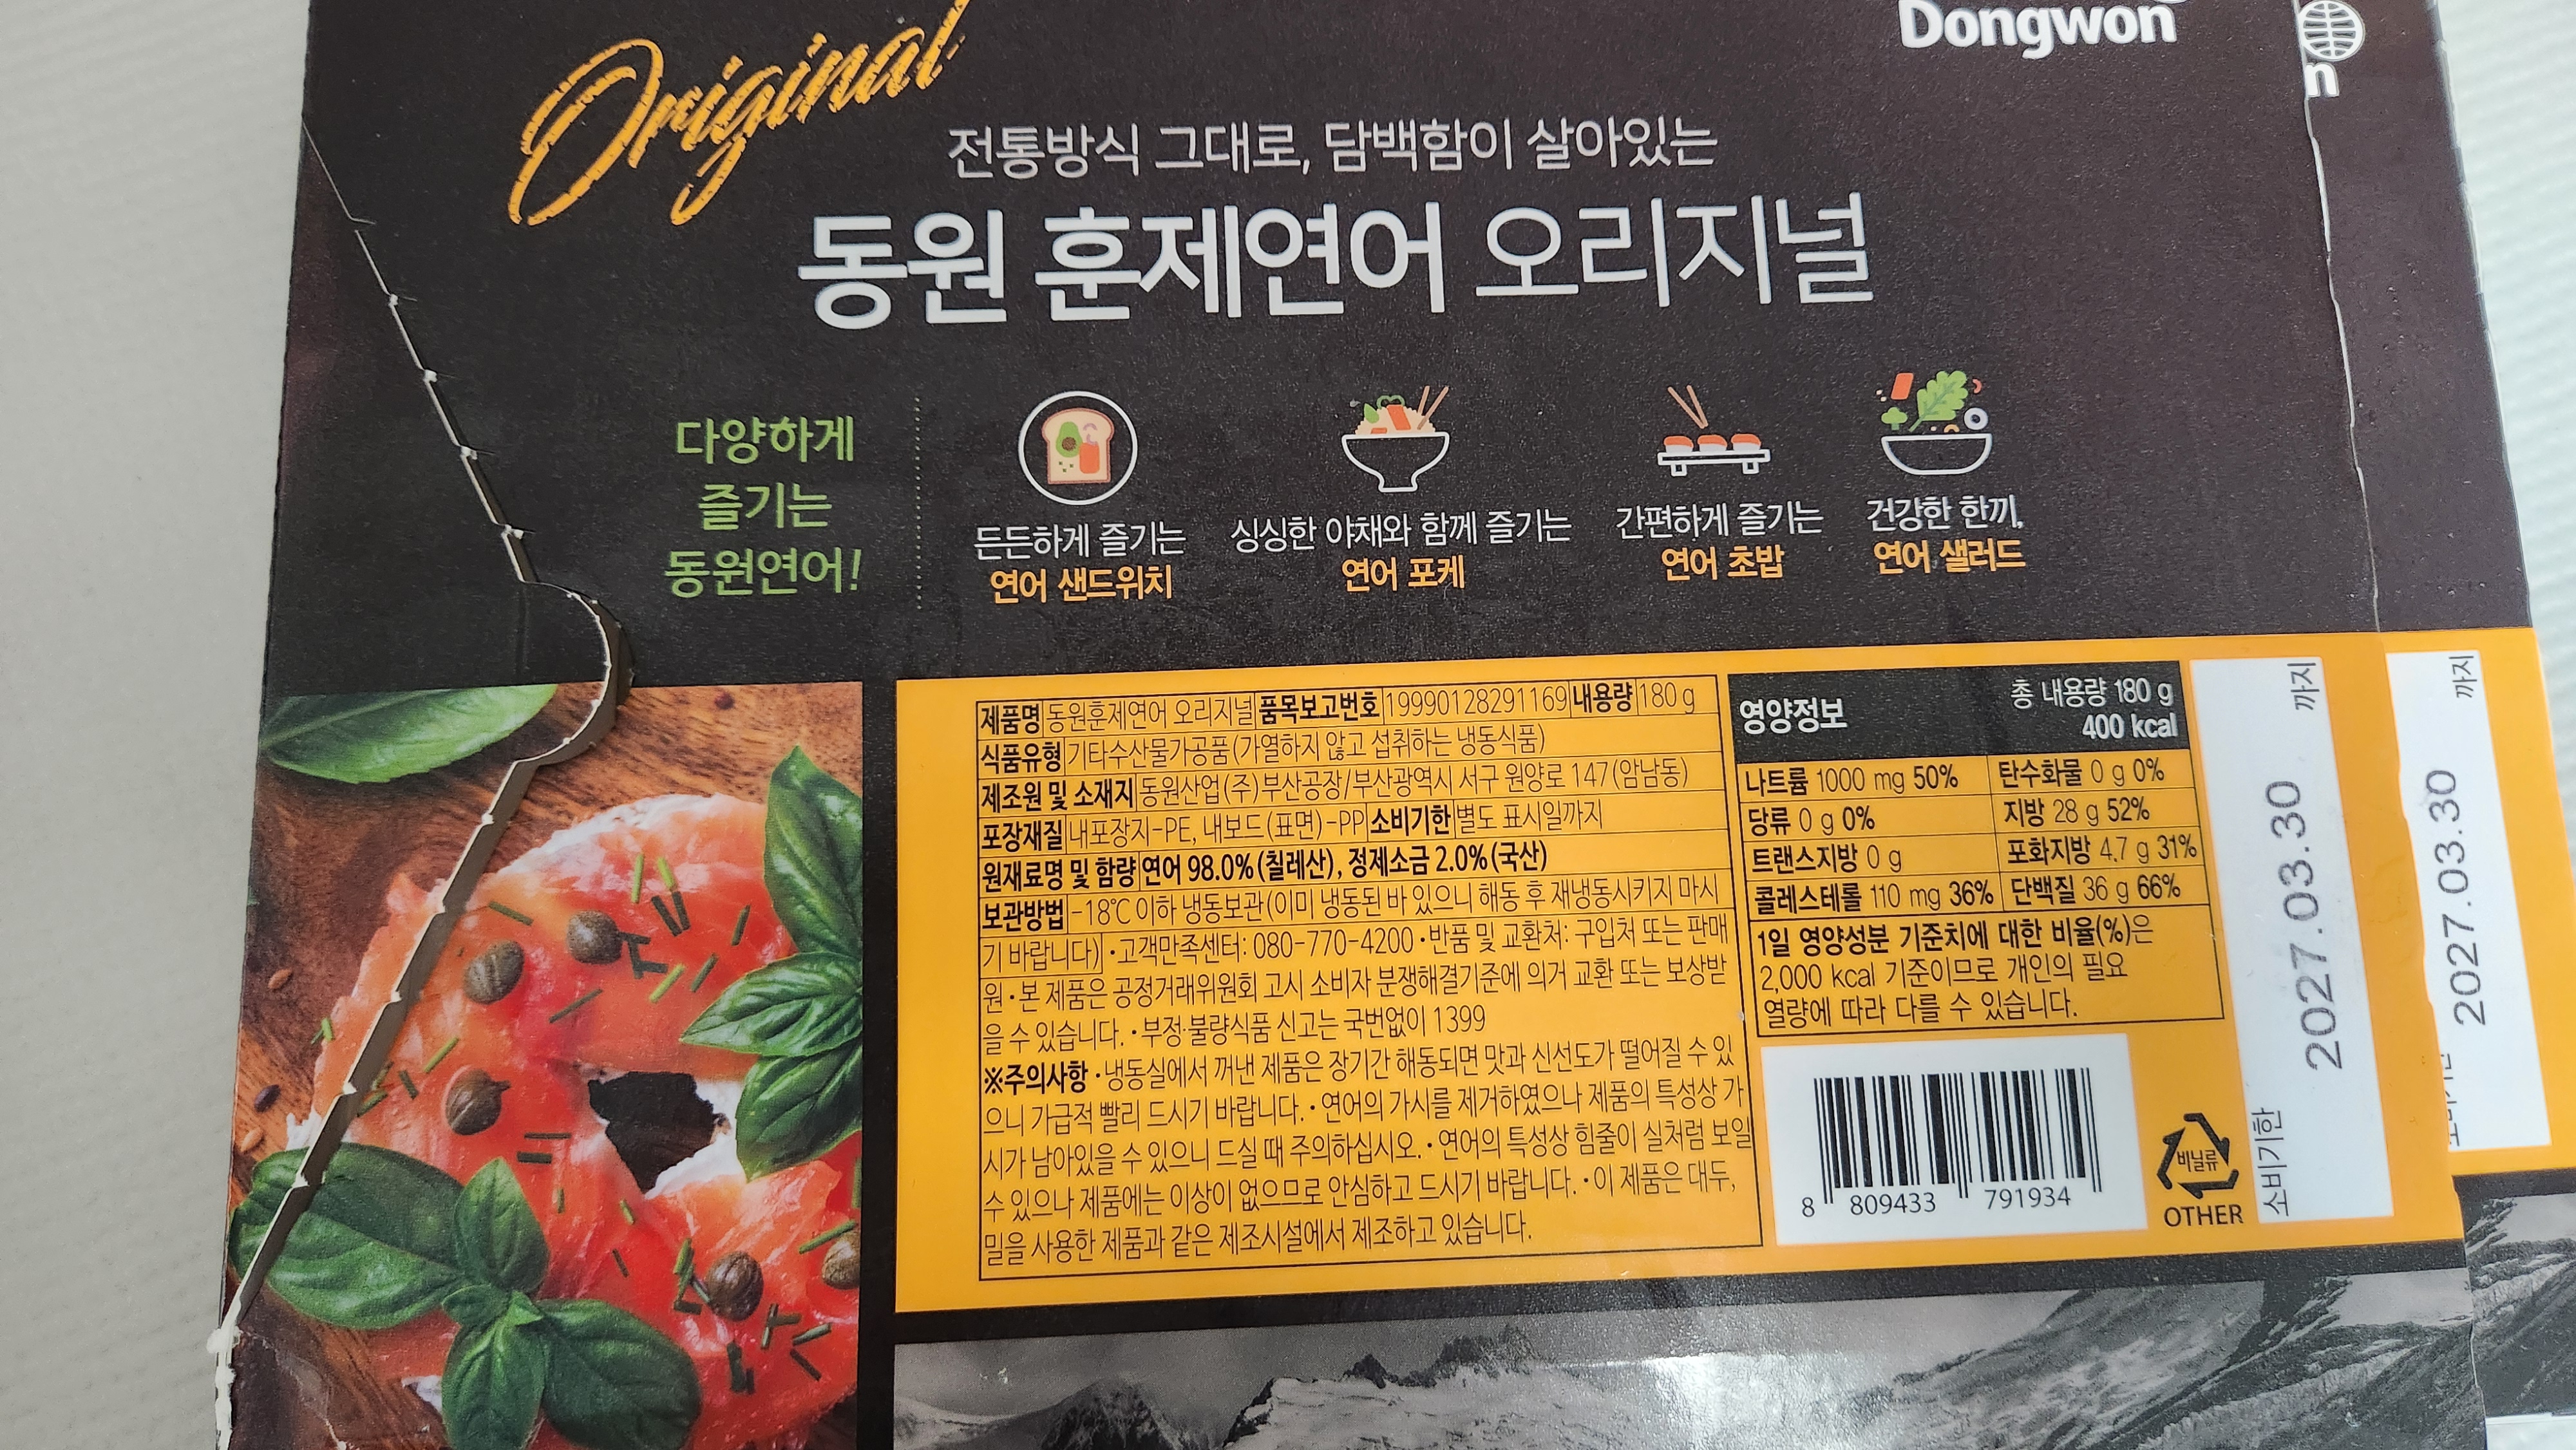 Original
Dongwon
전통방식 그대로, 담백함이 살아있는
동원 훈제연어 오리지널
다양하게
즐기는
동원연어!
든든하게 즐기는
연어 샌드위치
싱싱한 야채와 함께 즐기는
연어 포케
간편하게 즐기는
연어 초밥
건강한 한끼,
연어 샐러드
제품명 동원훈제연어 오리지널 품목보고번호 19990128291169 내용량 180 g
식품유형 기타수산물가공품(가열하지 않고 섭취하는 냉동식품)
제조원 및 소재지 동원산업(주)부산공장/부산광역시 서구 원양로 147(암남동)
포장재질 내포장지-PE, 내보드(표면)-PP 소비기한 별도 표시일까지
원재료명 및 함량 연어 98.0%(칠레산), 정제소금 2.0%(국산)
보관방법 -18℃ 이하 냉동보관(이미 냉동된 바 있으니 해동 후 재냉동시키지 마시
기 바랍니다) ·고객만족센터: 080-770-4200 ·반품 및 교환처: 구입처 또는 판매
원 ·본 제품은 공정거래위원회 고시 소비자 분쟁해결기준에 의거 교환 또는 보상받
을 수 있습니다. ·부정·불량식품 신고는 국번없이 1399
※주의사항 ·냉동실에서 꺼낸 제품은 장기간 해동되면 맛과 신선도가 떨어질 수 있
으니 가급적 빨리 드시기 바랍니다. ·연어의 가시를 제거하였으나 제품의 특성상 가
시가 남아있을 수 있으니 드실 때 주의하십시오. ·연어의 특성상 힘줄이 실처럼 보일
수 있으나 제품에는 이상이 없으므로 안심하고 드시기 바랍니다. ·이 제품은 대두,
밀을 사용한 제품과 같은 제조시설에서 제조하고 있습니다.
영양정보
총 내용량 180 g
400 kcal
나트륨 1000 mg 50% 탄수화물 0 g 0%
당류 0 g 0% 지방 28 g 52%
트랜스지방 0 g 포화지방 4.7 g 31%
콜레스테롤 110 mg 36% 단백질 36 g 66%
1일 영양성분 기준치에 대한 비율(%)은
2,000 kcal 기준이므로 개인의 필요
열량에 따라 다를 수 있습니다.
8 809433 791934
비닐류
OTHER
소비기한 2027.03.30 까지
2027.03.30 까지